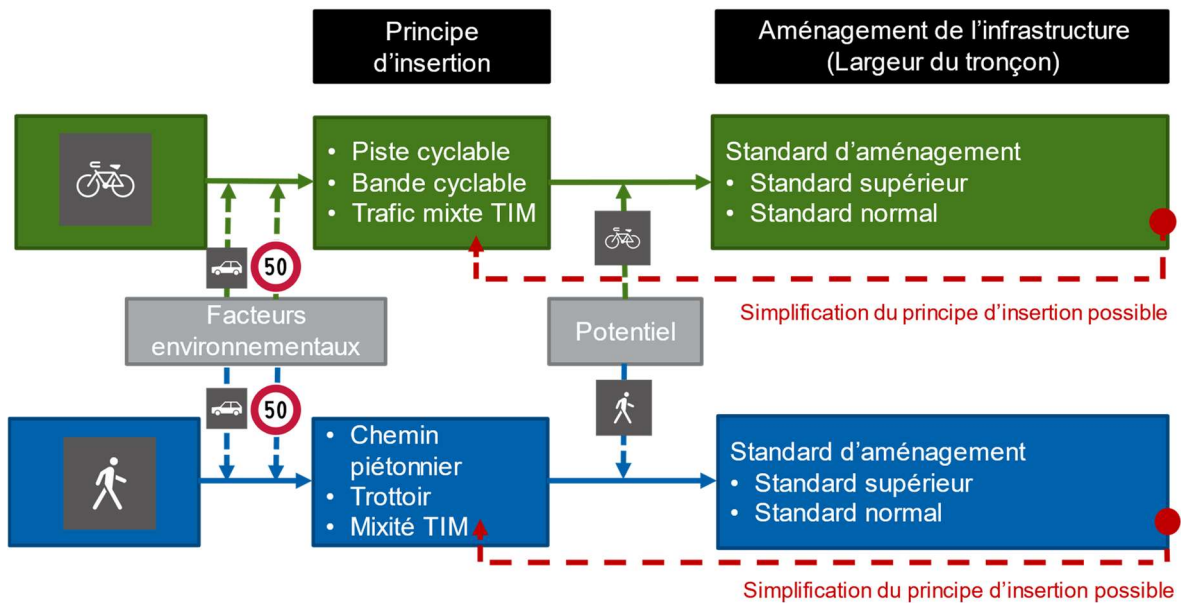 Principe
d’insertion
Aménagement de l’infrastructure
(Largeur du tronçon)
• Piste cyclable
• Bande cyclable
• Trafic mixte TIM
Standard d’aménagement
• Standard supérieur
• Standard normal
50
Simplification du principe d’insertion possible
Facteurs
environnementaux
Potentiel
50
• Chemin
piétonnier
• Trottoir
• Mixité TIM
Standard d’aménagement
• Standard supérieur
• Standard normal
Simplification du principe d’insertion possible